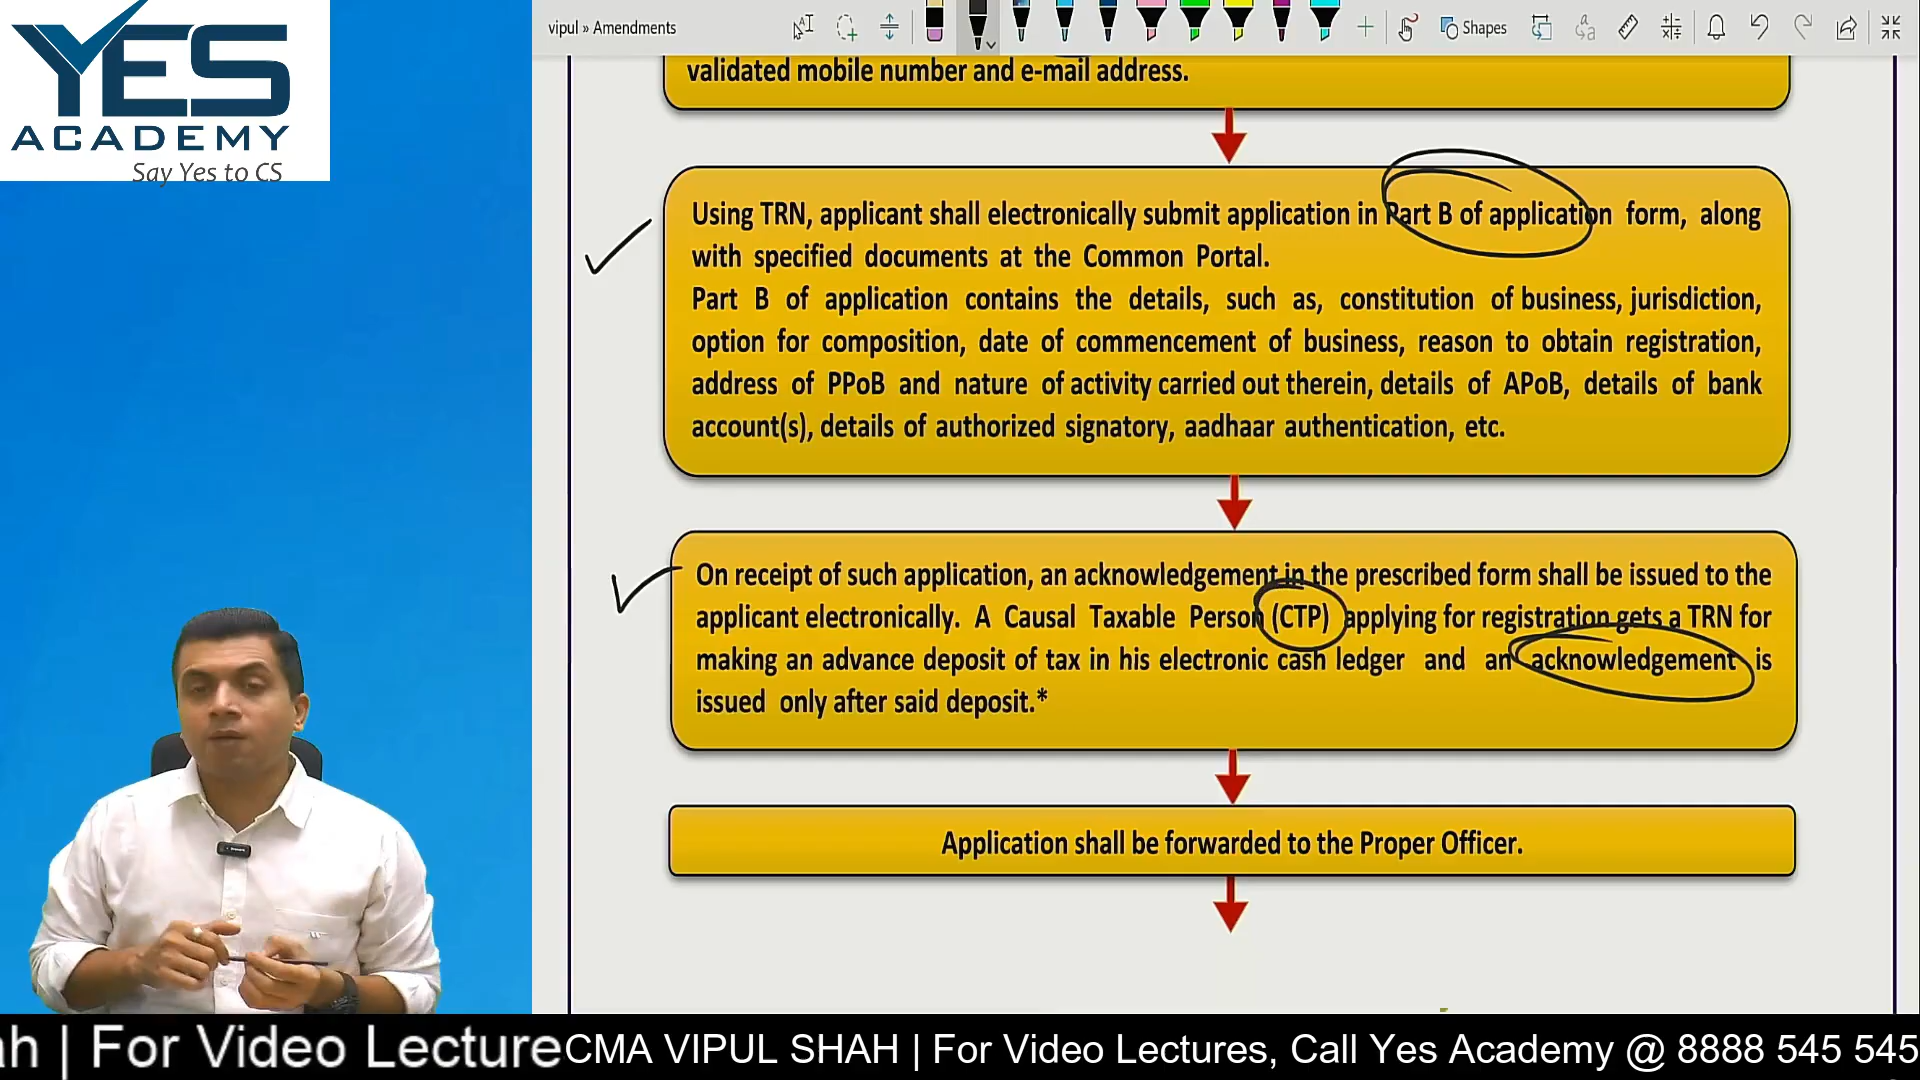 YES
ACADEMY
Say Yes to CS
vipul » Amendments
Shapes
validated mobile number and e-mail address.
Using TRN, applicant shall electronically submit application in Part B of application form, along
with specified documents at the Common Portal.
Part B of application contains the details, such as, constitution of business, jurisdiction,
option for composition, date of commencement of business, reason to obtain registration,
address of PPoB and nature of activity carried out therein, details of APoB, details of bank
account(s), details of authorized signatory, aadhaar authentication, etc.
On receipt of such application, an acknowledgement in the prescribed form shall be issued to the
applicant electronically. A Causal Taxable Person (CTP) applying for registration gets a TRN for
making an advance deposit of tax in his electronic cash ledger and an acknowledgement is
issued only after said deposit.*
Application shall be forwarded to the Proper Officer.
ah | For Video Lecture
CMA VIPUL SHAH | For Video Lectures, Call Yes Academy @ 8888 545 545